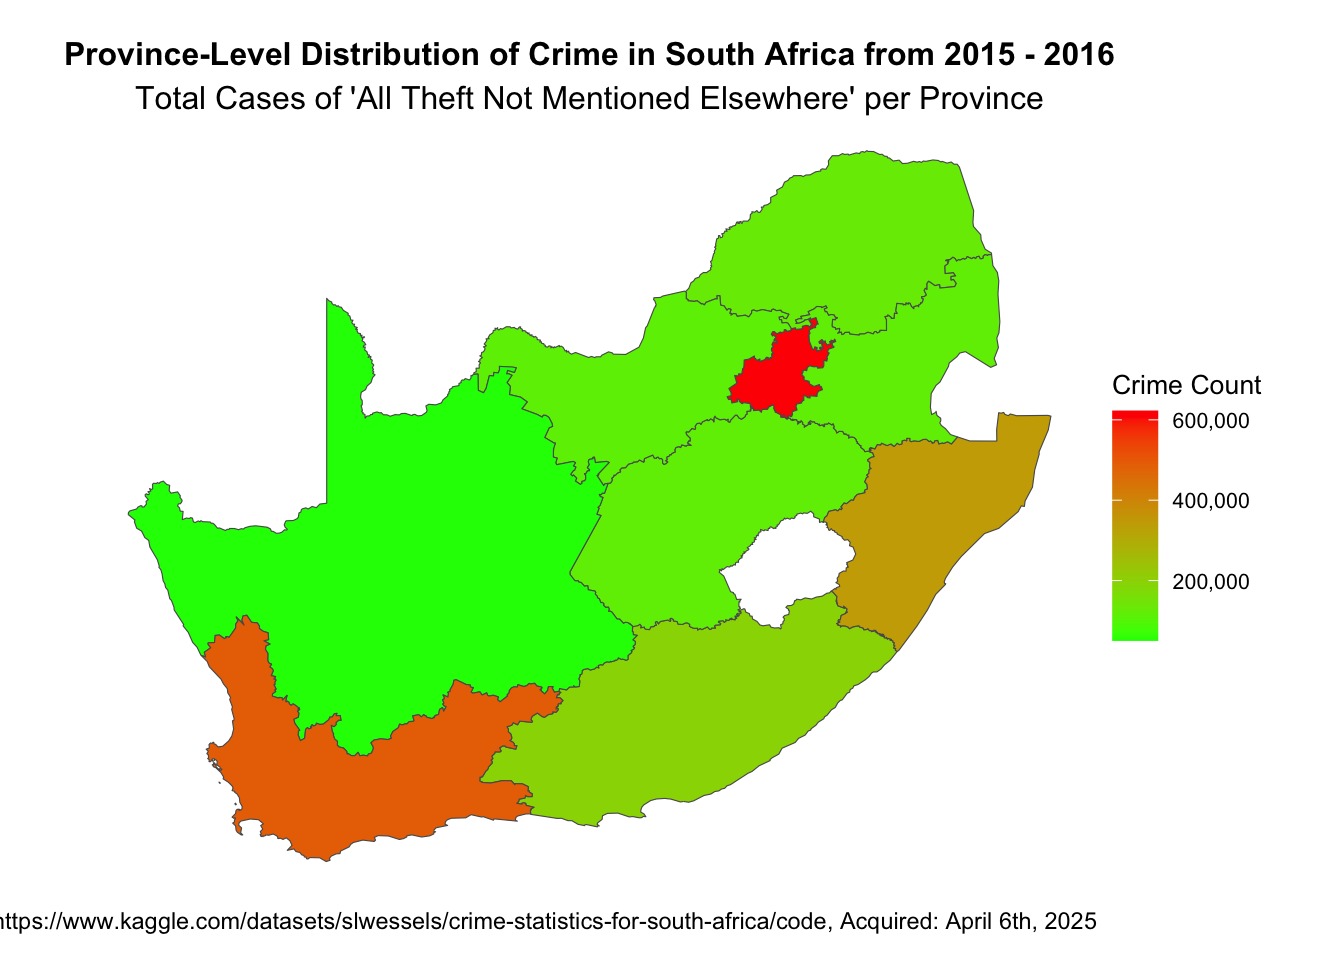 Province-Level Distribution of Crime in South Africa from 2015 - 2016
Total Cases of 'All Theft Not Mentioned Elsewhere' per Province
Crime Count
600,000
400,000
200,000
https://www.kaggle.com/datasets/slwessels/crime-statistics-for-south-africa/code, Acquired: April 6th, 2025